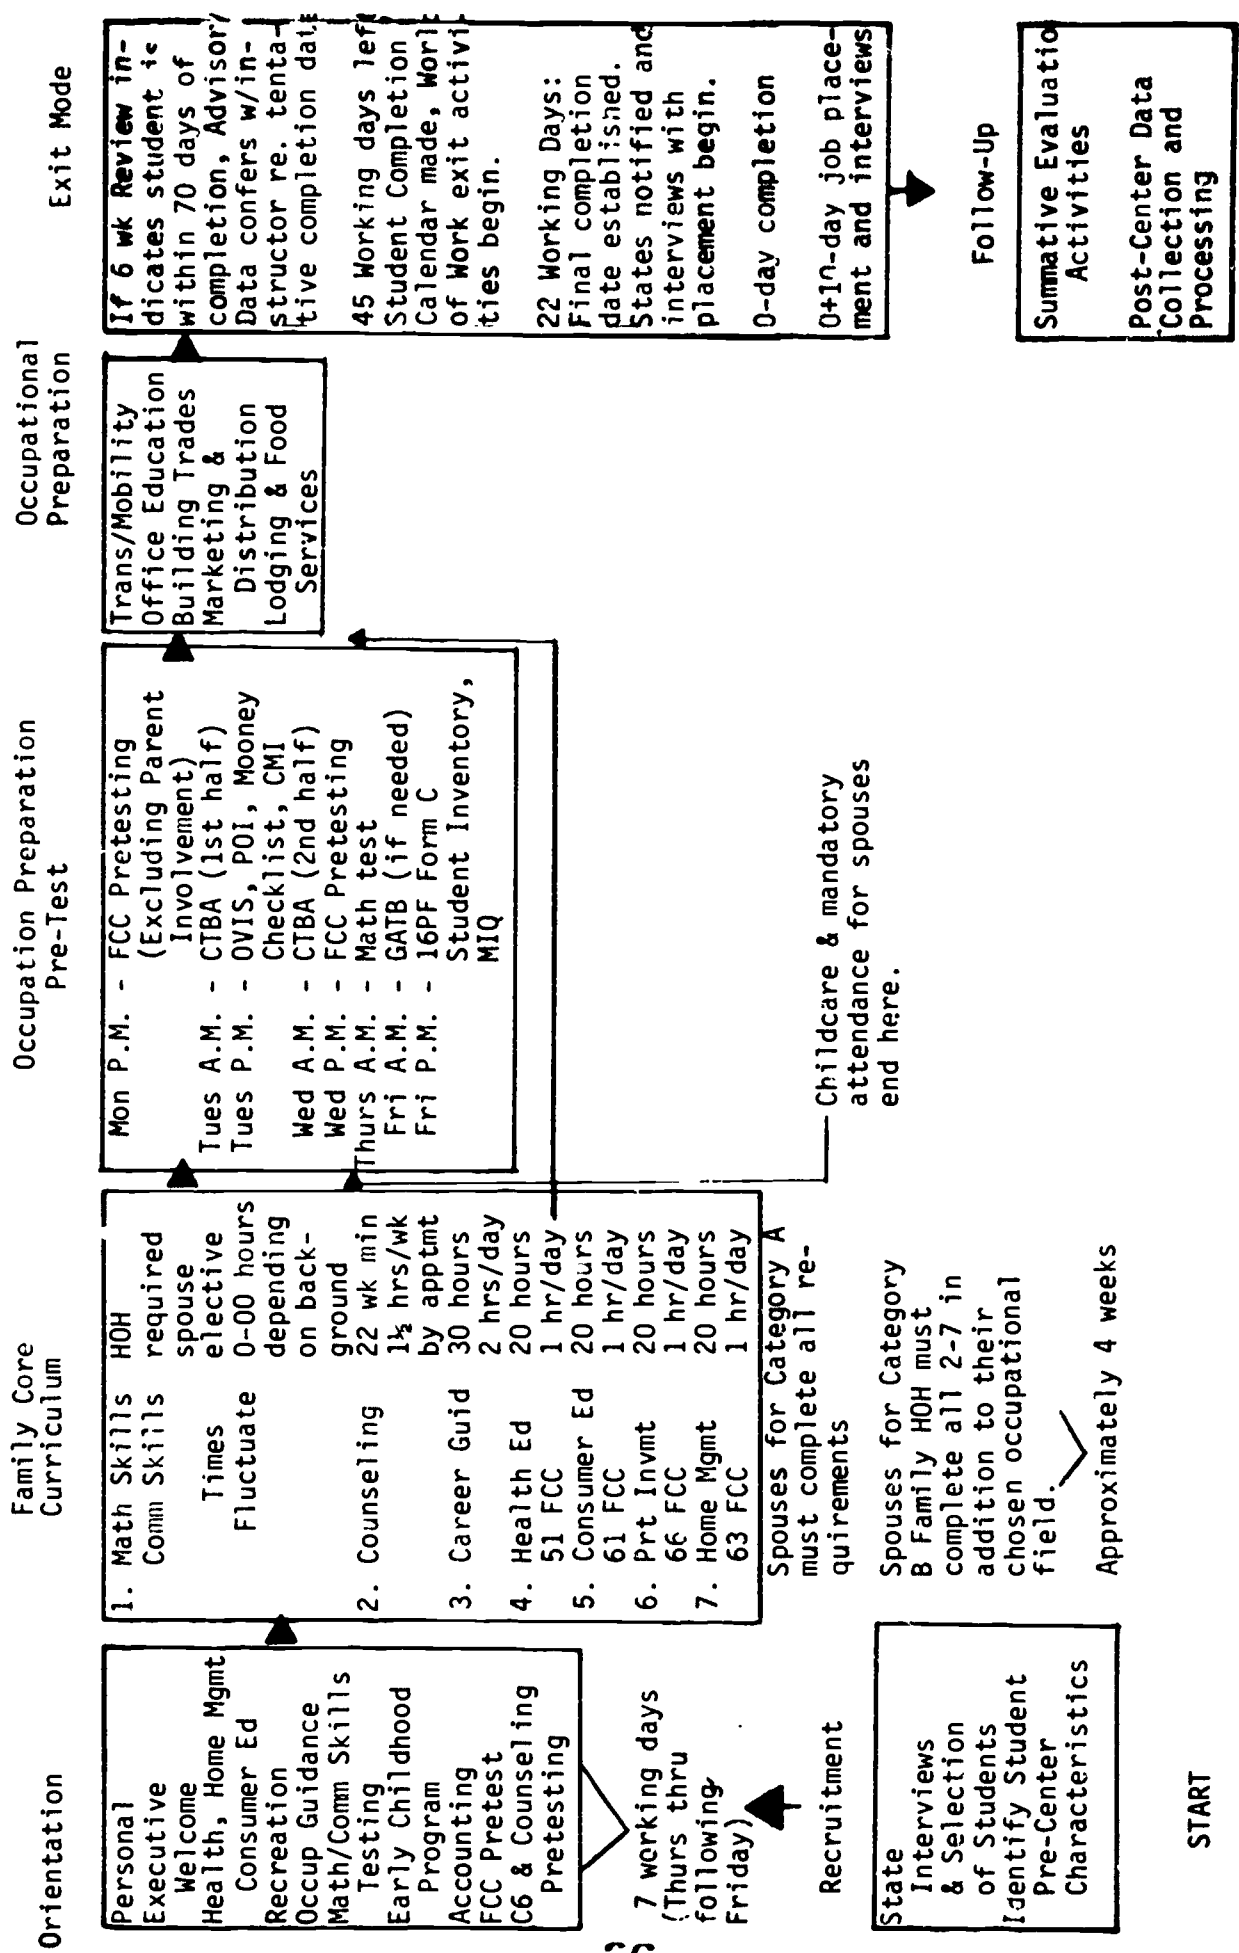 Orientation
Personal
Executive
Welcome
Health, Home Mgmt
Consumer Ed
Recreation
Occup Guidance
Math/Comm Skills
Testing
Early Childhood
Program
Accounting
FCC Pretest
C6 & Counseling
Pretesting
7 working days
(Thurs thru
following
Friday)
Recruitment
State
Interviews
& Selection
of Students
Identify Student
Pre-Center
Characteristics
START
Family Core
Curriculum
1. Math Skills HOH
Comm Skills required
spouse
Times elective
Fluctuate 0-00 hours
depending
on back-
ground
2. Counseling 22 wk min
1½ hrs/wk
by apptmt
3. Career Guid 30 hours
2 hrs/day
4. Health Ed 20 hours
51 FCC 1 hr/day
5. Consumer Ed 20 hours
61 FCC 1 hr/day
6. Prt Invmt 20 hours
66 FCC 1 hr/day
7. Home Mgmt 20 hours
63 FCC 1 hr/day
Spouses for Category A
must complete all re-
quirements
Spouses for Category
B Family HOH must
complete all 2-7 in
addition to their
chosen occupational
field.
Approximately 4 weeks
Occupation Preparation
Pre-Test
Mon P.M. - FCC Pretesting
(Excluding Parent
Involvement)
Tues A.M. - CTBA (1st half)
Tues P.M. - OVIS, POI, Mooney
Checklist, CMI
Wed A.M. - CTBA (2nd half)
Wed P.M. - FCC Pretesting
Thurs A.M. - Math test
Fri A.M. - GATB (if needed)
Fri P.M. - 16PF Form C
Student Inventory,
MIQ
Childcare & mandatory
attendance for spouses
end here.
Occupational
Preparation
Trans/Mobility
Office Education
Building Trades
Marketing &
Distribution
Lodging & Food
Services
Exit Mode
If 6 wk Review in-
dicates student is
within 70 days of
completion, Advisor/
Data confers w/in-
structor re. tenta-
tive completion date
45 Working days left
Student Completion
Calendar made, World
of Work exit activi-
ties begin.
22 Working Days:
Final completion
date established.
States notified and
interviews with
placement begin.
0-day completion
0+10-day job place-
ment and interviews
Follow-Up
Summative Evaluation
Activities
Post-Center Data
Collection and
Processing